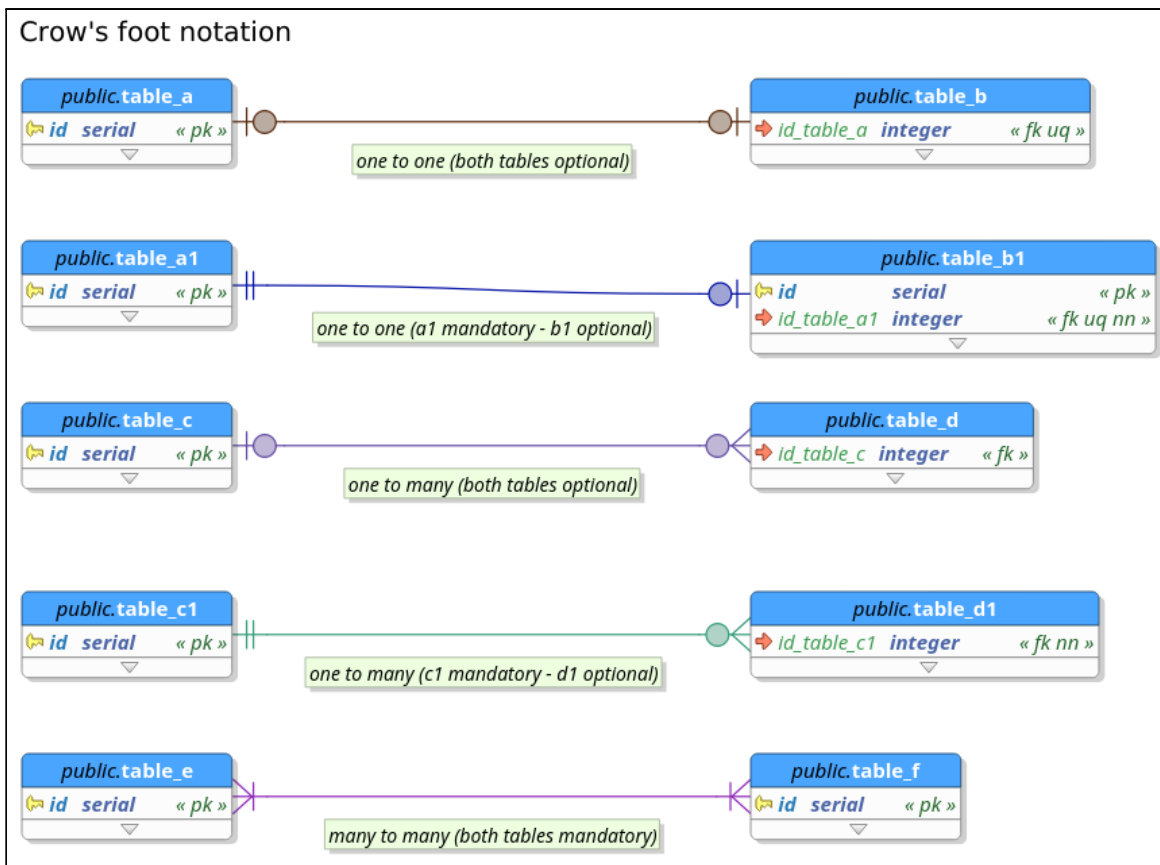 Crow's foot notation
public.table_a
id serial « pk »
public.table_b
id_table_a integer « fk uq »
one to one (both tables optional)
public.table_a1
id serial « pk »
public.table_b1
id serial « pk »
id_table_a1 integer « fk uq nn »
one to one (a1 mandatory - b1 optional)
public.table_c
id serial « pk »
public.table_d
id_table_c integer « fk »
one to many (both tables optional)
public.table_c1
id serial « pk »
public.table_d1
id_table_c1 integer « fk nn »
one to many (c1 mandatory - d1 optional)
public.table_e
id serial « pk »
public.table_f
id serial « pk »
many to many (both tables mandatory)